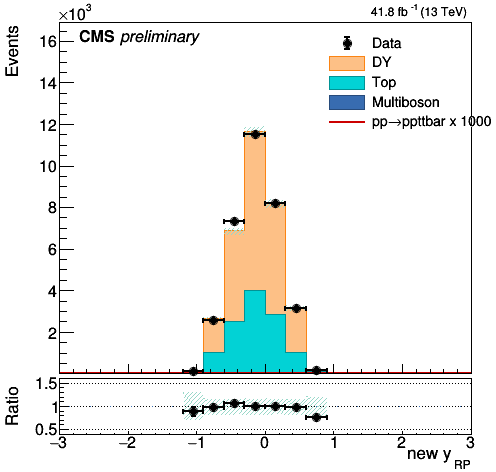 ×10³
41.8 fb⁻¹ (13 TeV)
CMS preliminary
Events
16
14
12
10
8
6
4
2
Data
DY
Top
Multiboson
pp→ppttbar x 1000
Ratio
1.5
1
0.5
−3 −2 −1 0 1 2 3
new y_RP